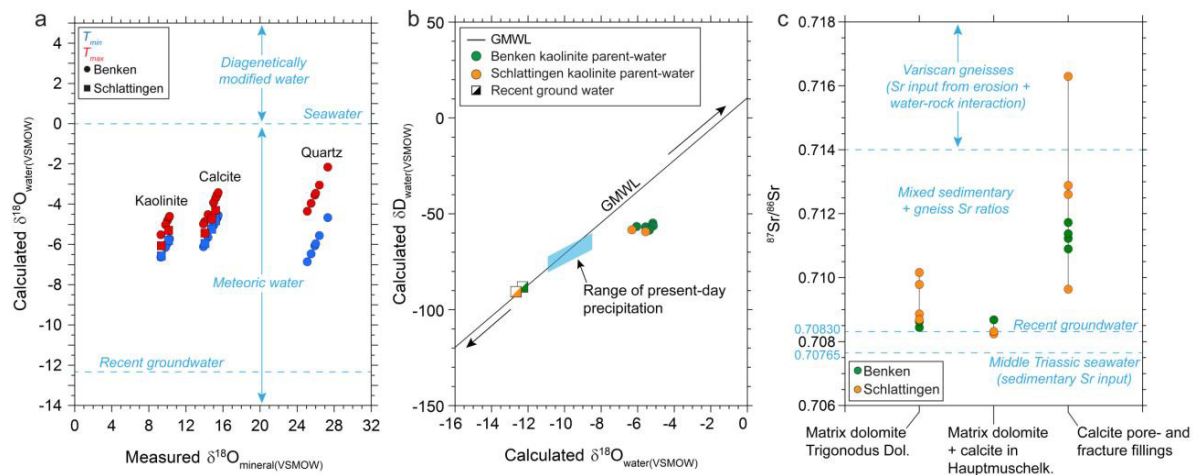 a
T_min
T_max
Benken
Schlattingen
Diagenetically
modified water
Seawater
Kaolinite
Calcite
Quartz
Meteoric water
Recent groundwater
4
2
0
-2
-4
-6
-8
-10
-12
-14
0 4 8 12 16 20 24 28 32 36
Calculated δ18Owater(VSMOW)
Measured δ18Omineral(VSMOW)
b
GMWL
Benken kaolinite parent-water
Schlattingen kaolinite parent-water
Recent ground water
GMWL
Range of present-day
precipitation
50
0
-50
-100
-150
-16 -14 -12 -10 -8 -6 -4 -2 0
Calculated δDwater(VSMOW)
Calculated δ18Owater(VSMOW)
c
0.718
0.716
0.714
0.712
0.710
0.70830
0.708
0.70765
0.706
87Sr/86Sr
Variscan gneisses
(Sr input from erosion +
water-rock interaction)
Mixed sedimentary
+ gneiss Sr ratios
Recent groundwater
Middle Triassic seawater
(sedimentary Sr input)
Benken
Schlattingen
Matrix dolomite
Trigonodus Dol.
Matrix dolomite
+ calcite in
Hauptmuschelk.
Calcite pore- and
fracture fillings